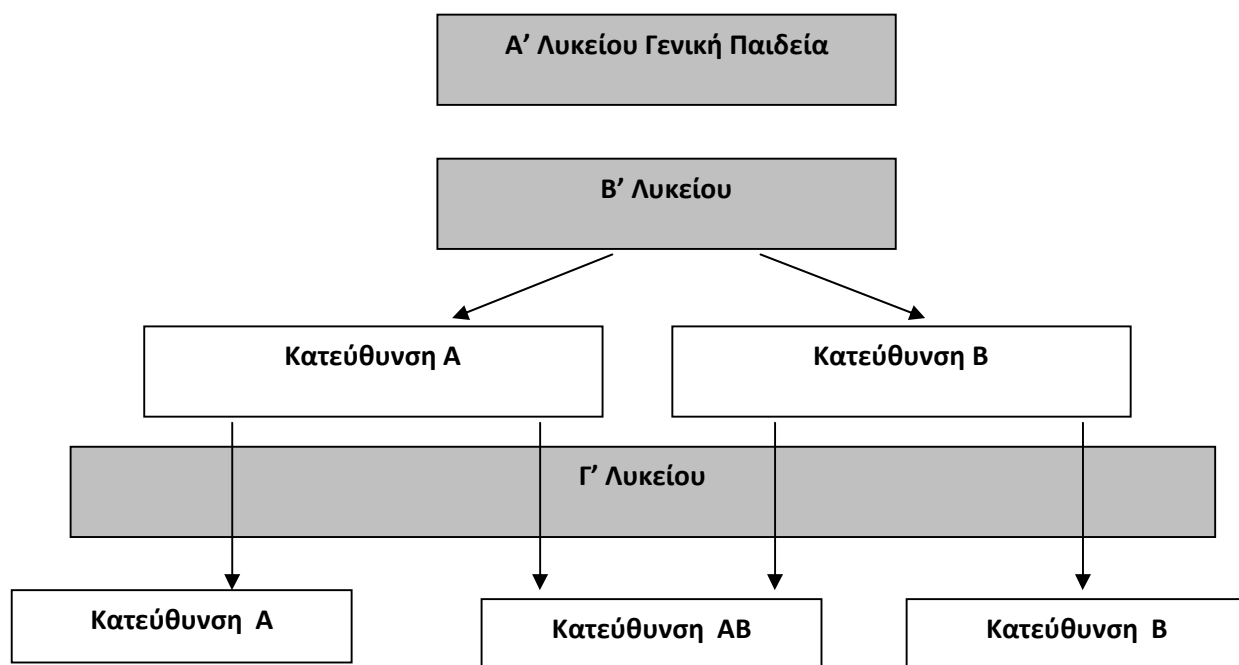 Α’ Λυκείου Γενική Παιδεία
Β’ Λυκείου
Κατεύθυνση Α
Κατεύθυνση Β
Γ’ Λυκείου
Κατεύθυνση Α
Κατεύθυνση ΑΒ
Κατεύθυνση Β